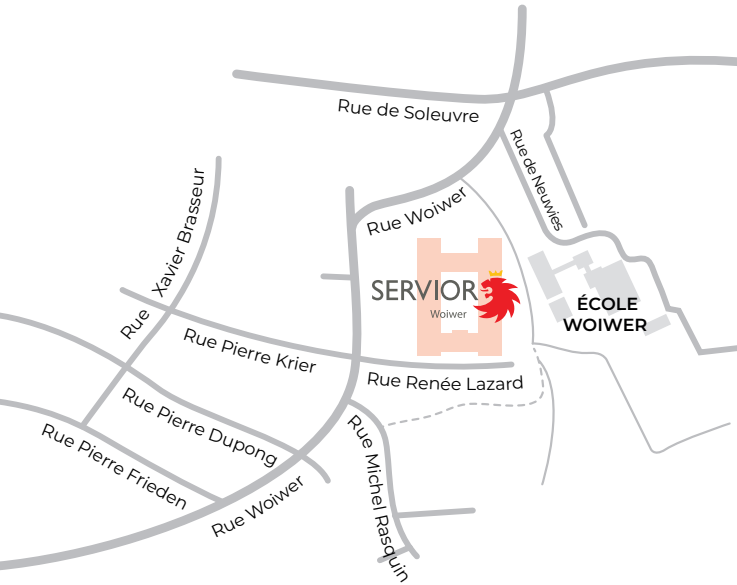 Rue de Soleuvre
Rue de Neuwies
Rue Xavier Brasseur
Rue Woiwer
SERVIOR
Woiwer
ÉCOLE
WOIWER
Rue Pierre Krier
Rue Renée Lazard
Rue Pierre Dupong
Rue Pierre Frieden
Rue Woiwer
Rue Michel Rasquin